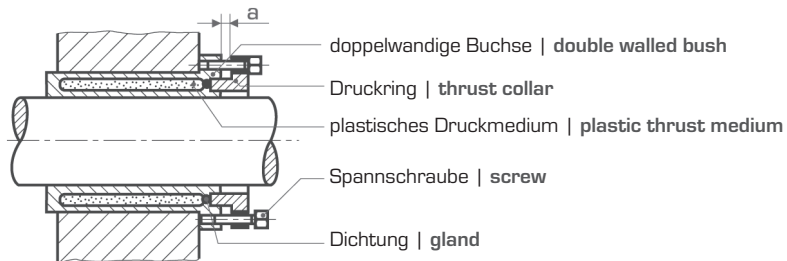 a
doppelwandige Buchse | double walled bush
Druckring | thrust collar
plastisches Druckmedium | plastic thrust medium
Spannschraube | screw
Dichtung | gland